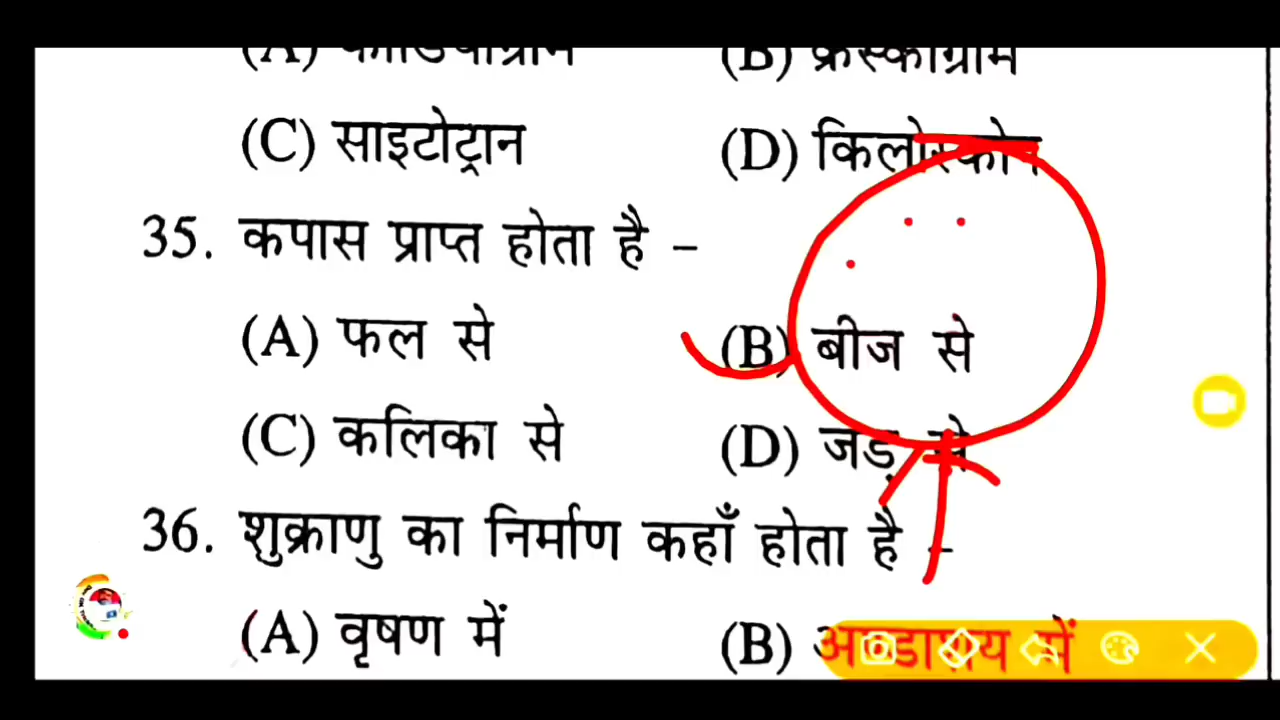 (C) साइटोट्रान (D) किलोस्कोप
35. कपास प्राप्त होता है –
(A) फल से (B) बीज से
(C) कलिका से (D) जड़ से
36. शुक्राणु का निर्माण कहाँ होता है –
(A) वृषण में (B) अण्डाशय में